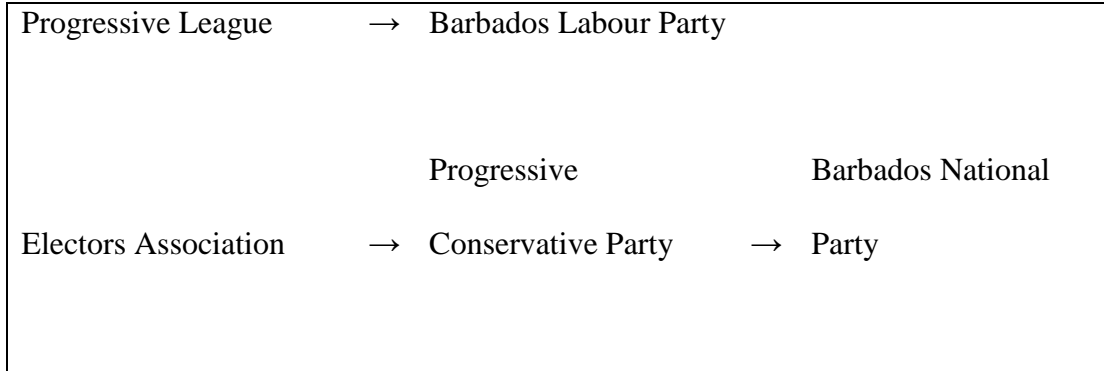 Progressive League → Barbados Labour Party
Progressive Barbados National
Electors Association → Conservative Party → Party